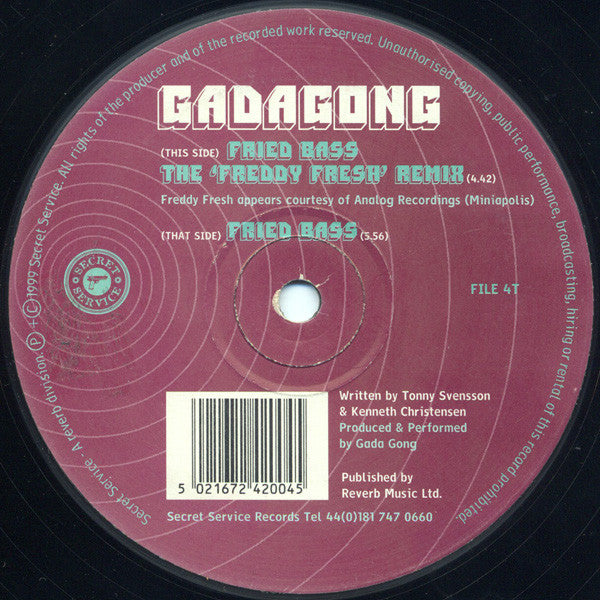 GADAGONG
(THIS SIDE) FRIED BASS
THE 'FREDDY FRESH' REMIX (4.42)
Freddy Fresh appears courtesy of Analog Recordings (Miniapolis)
(THAT SIDE) FRIED BASS (3.56)
SECRET SERVICE
FILE 4T
Written by Tonny Svensson
& Kenneth Christensen
Produced & Performed
by Gada Gong
Published by
Reverb Music Ltd.
5 021672 420045
Secret Service Records Tel 44(0)181 747 0660
Secret Service A reverb division Ⓟ + Ⓒ 1999 Secret Service. All rights of the producer and of the recorded work reserved. Unauthorised copying, public performance, broadcasting, hiring or rental of this record prohibited.